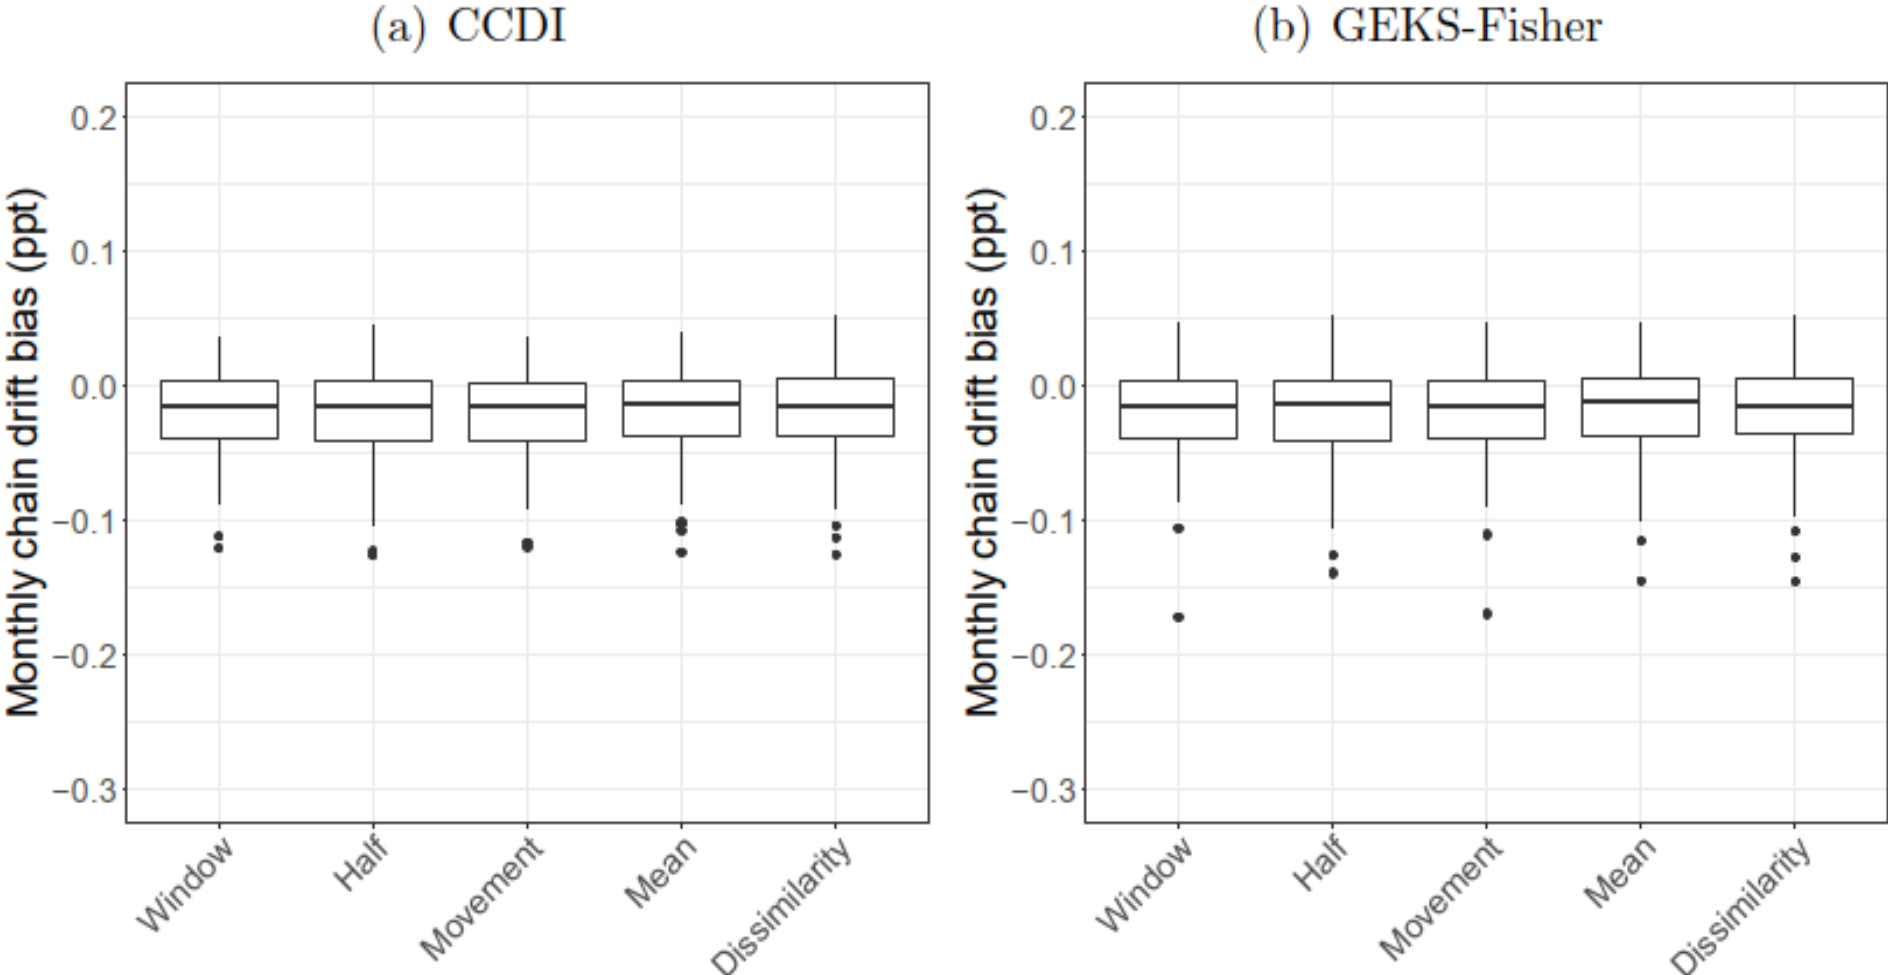 (a) CCDI
Monthly chain drift bias (ppt)
0.2
0.1
0.0
−0.1
−0.2
−0.3
Window
Half
Movement
Mean
Dissimilarity
(b) GEKS-Fisher
Monthly chain drift bias (ppt)
0.2
0.1
0.0
−0.1
−0.2
−0.3
Window
Half
Movement
Mean
Dissimilarity